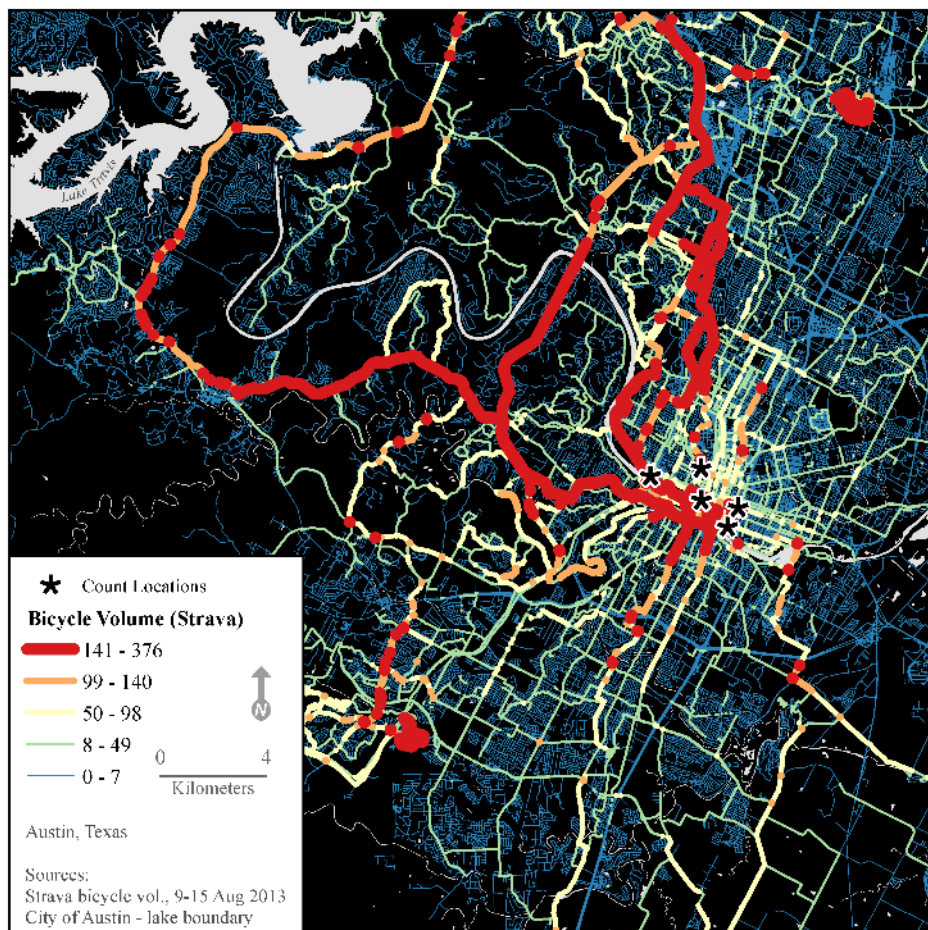 Lake Travis
Count Locations
Bicycle Volume (Strava)
141 - 376
99 - 140
50 - 98
8 - 49
0 - 7
N
0 4
Kilometers
Austin, Texas
Sources:
Strava bicycle vol., 9-15 Aug 2013
City of Austin - lake boundary